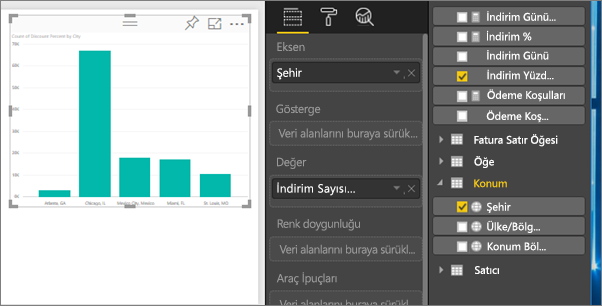 Count of Discount Percent by City
Atlanta, GA
Chicago, IL
Mexico City, Mexico
Miami, FL
St. Louis, MO
Eksen
Şehir
Gösterge
Veri alanlarını buraya sürük...
Değer
İndirim Sayısı...
Renk doygunluğu
Veri alanlarını buraya sürükl...
Araç İpuçları
Veri alanlarını buraya sürükl...
İndirim Günü...
İndirim %
İndirim Günü
İndirim Yüzd...
Ödeme Koşulları
Ödeme Koş...
Fatura Satır Öğesi
Öğe
Konum
Şehir
Ülke/Bölg...
Konum Böl...
Satıcı